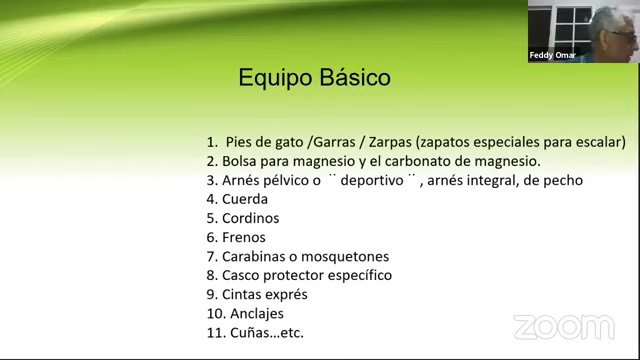 Feddy Omar
Equipo Básico
1. Pies de gato /Garras / Zarpas (zapatos especiales para escalar)
2. Bolsa para magnesio y el carbonato de magnesio.
3. Arnés pélvico o ¨ deportivo ¨ , arnés integral, de pecho
4. Cuerda
5. Cordinos
6. Frenos
7. Carabinas o mosquetones
8. Casco protector específico
9. Cintas exprés
10. Anclajes
11. Cuñas…etc.
zoom